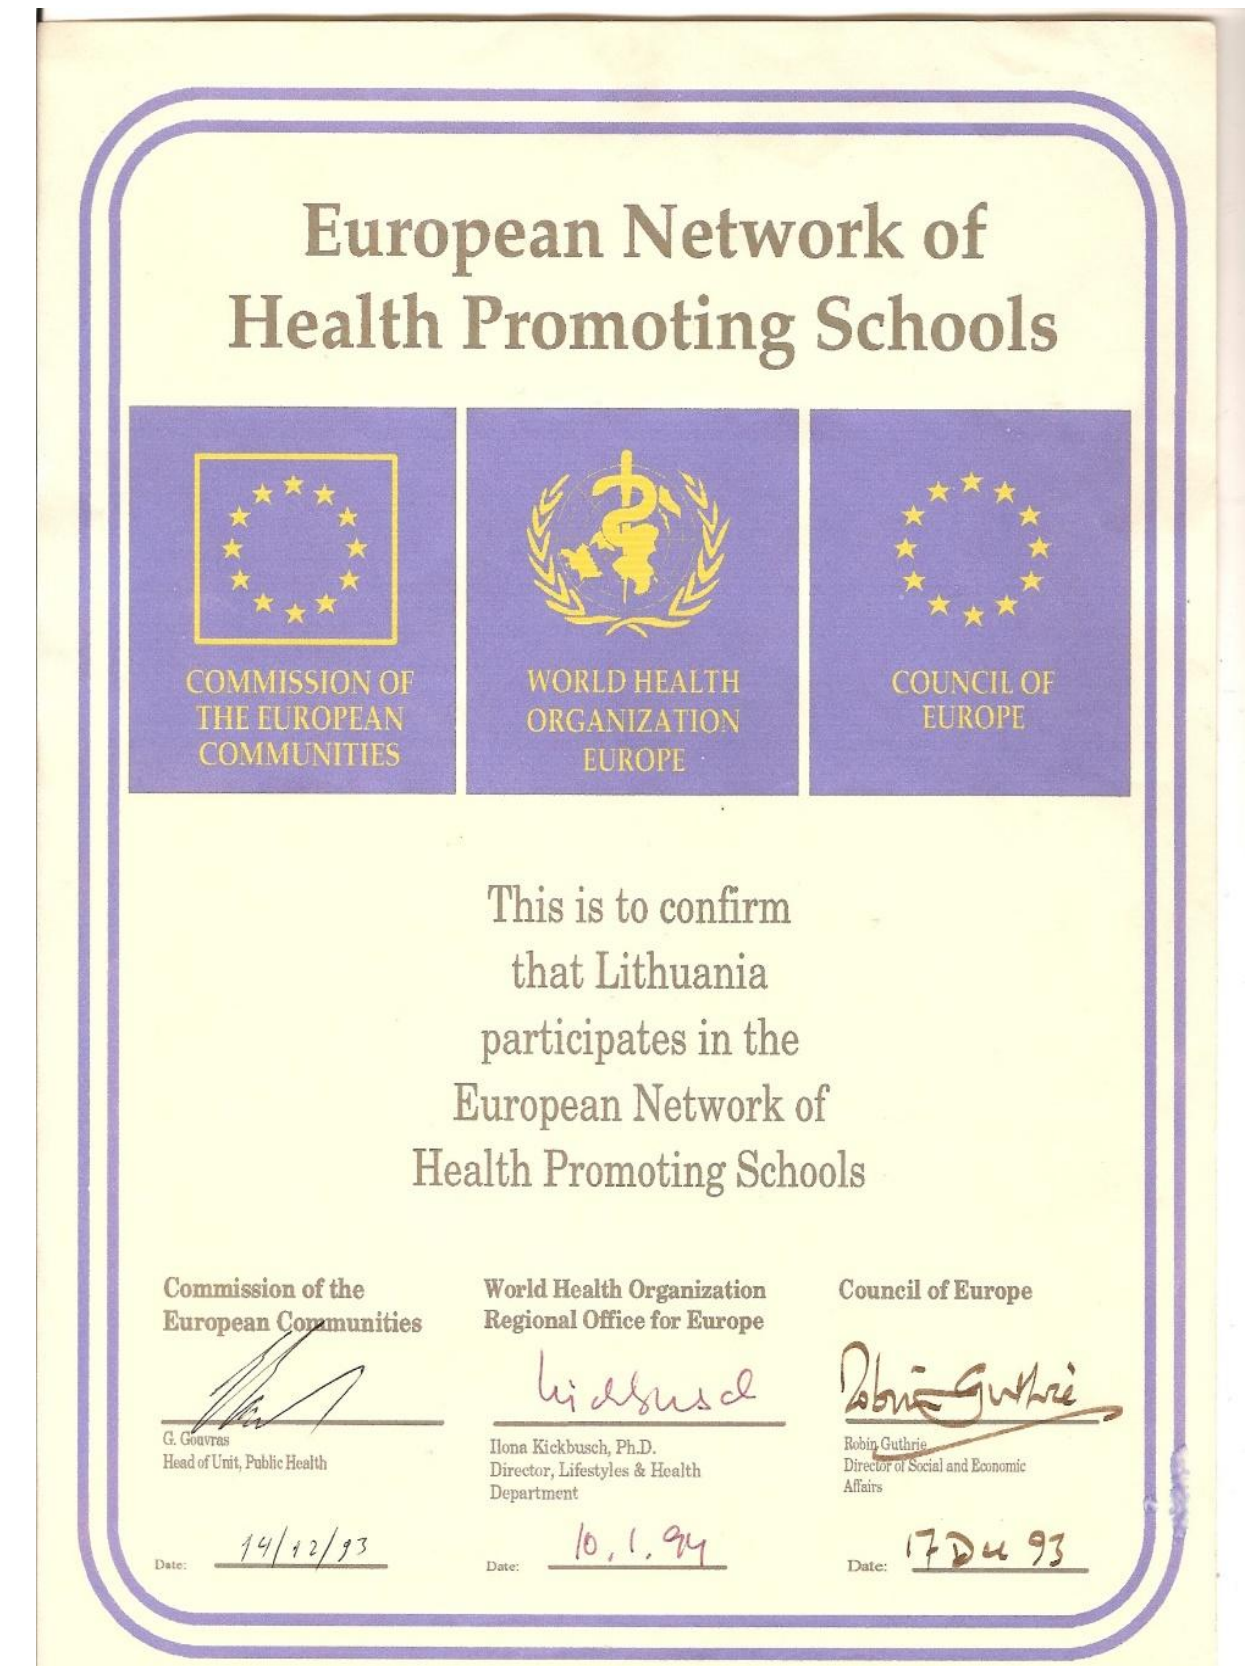 European Network of
Health Promoting Schools
COMMISSION OF
THE EUROPEAN
COMMUNITIES
WORLD HEALTH
ORGANIZATION
EUROPE
COUNCIL OF
EUROPE
This is to confirm
that Lithuania
participates in the
European Network of
Health Promoting Schools
Commission of the
European Communities
G. Gouvras
Head of Unit, Public Health
Date: 14/12/93
World Health Organization
Regional Office for Europe
Kickbusch
Ilona Kickbusch, Ph.D.
Director, Lifestyles & Health
Department
Date: 10.1.94
Council of Europe
Robin Guthrie
Robin Guthrie
Director of Social and Economic
Affairs
Date: 17 Dec 93